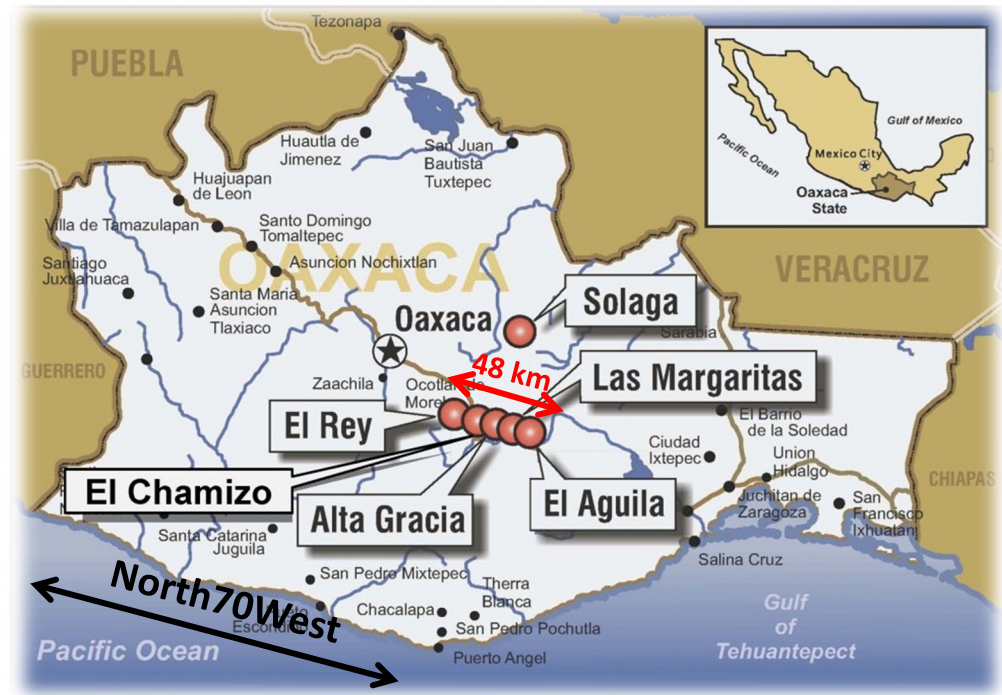 Tezonapa
PUEBLA
Huautla de
Jimenez
San Juan
Bautista
Tuxtepec
Gulf of Mexico
Pacific Ocean
Mexico City
Oaxaca
State
Huajuapan
de Leon
Villa de Tamazulapan
Santo Domingo
Tomaltepec
OAXACA
Asuncion Nochixtlan
Santiago
Juxtlahuaca
Santa Maria
Asuncion
Tlaxiaco
VERACRUZ
Solaga
Oaxaca
Sarabia
GUERRERO
Zaachila
48 km
Las Margaritas
El Rey
El Barrio
de la Soledad
Ciudad
Ixtepec
Union
Hidalgo
CHIAPAS
El Chamizo
Alta Gracia
El Aguila
Juchitan de
Zaragoza
San
Francisco
Ixhuatan
Santa Catarina
Juguila
Salina Cruz
San Pedro Mixtepec
North70West
Therra
Blanca
Chacalapa
San Pedro Pochutla
Puerto Angel
Pacific Ocean
Gulf
of
Tehuantepect